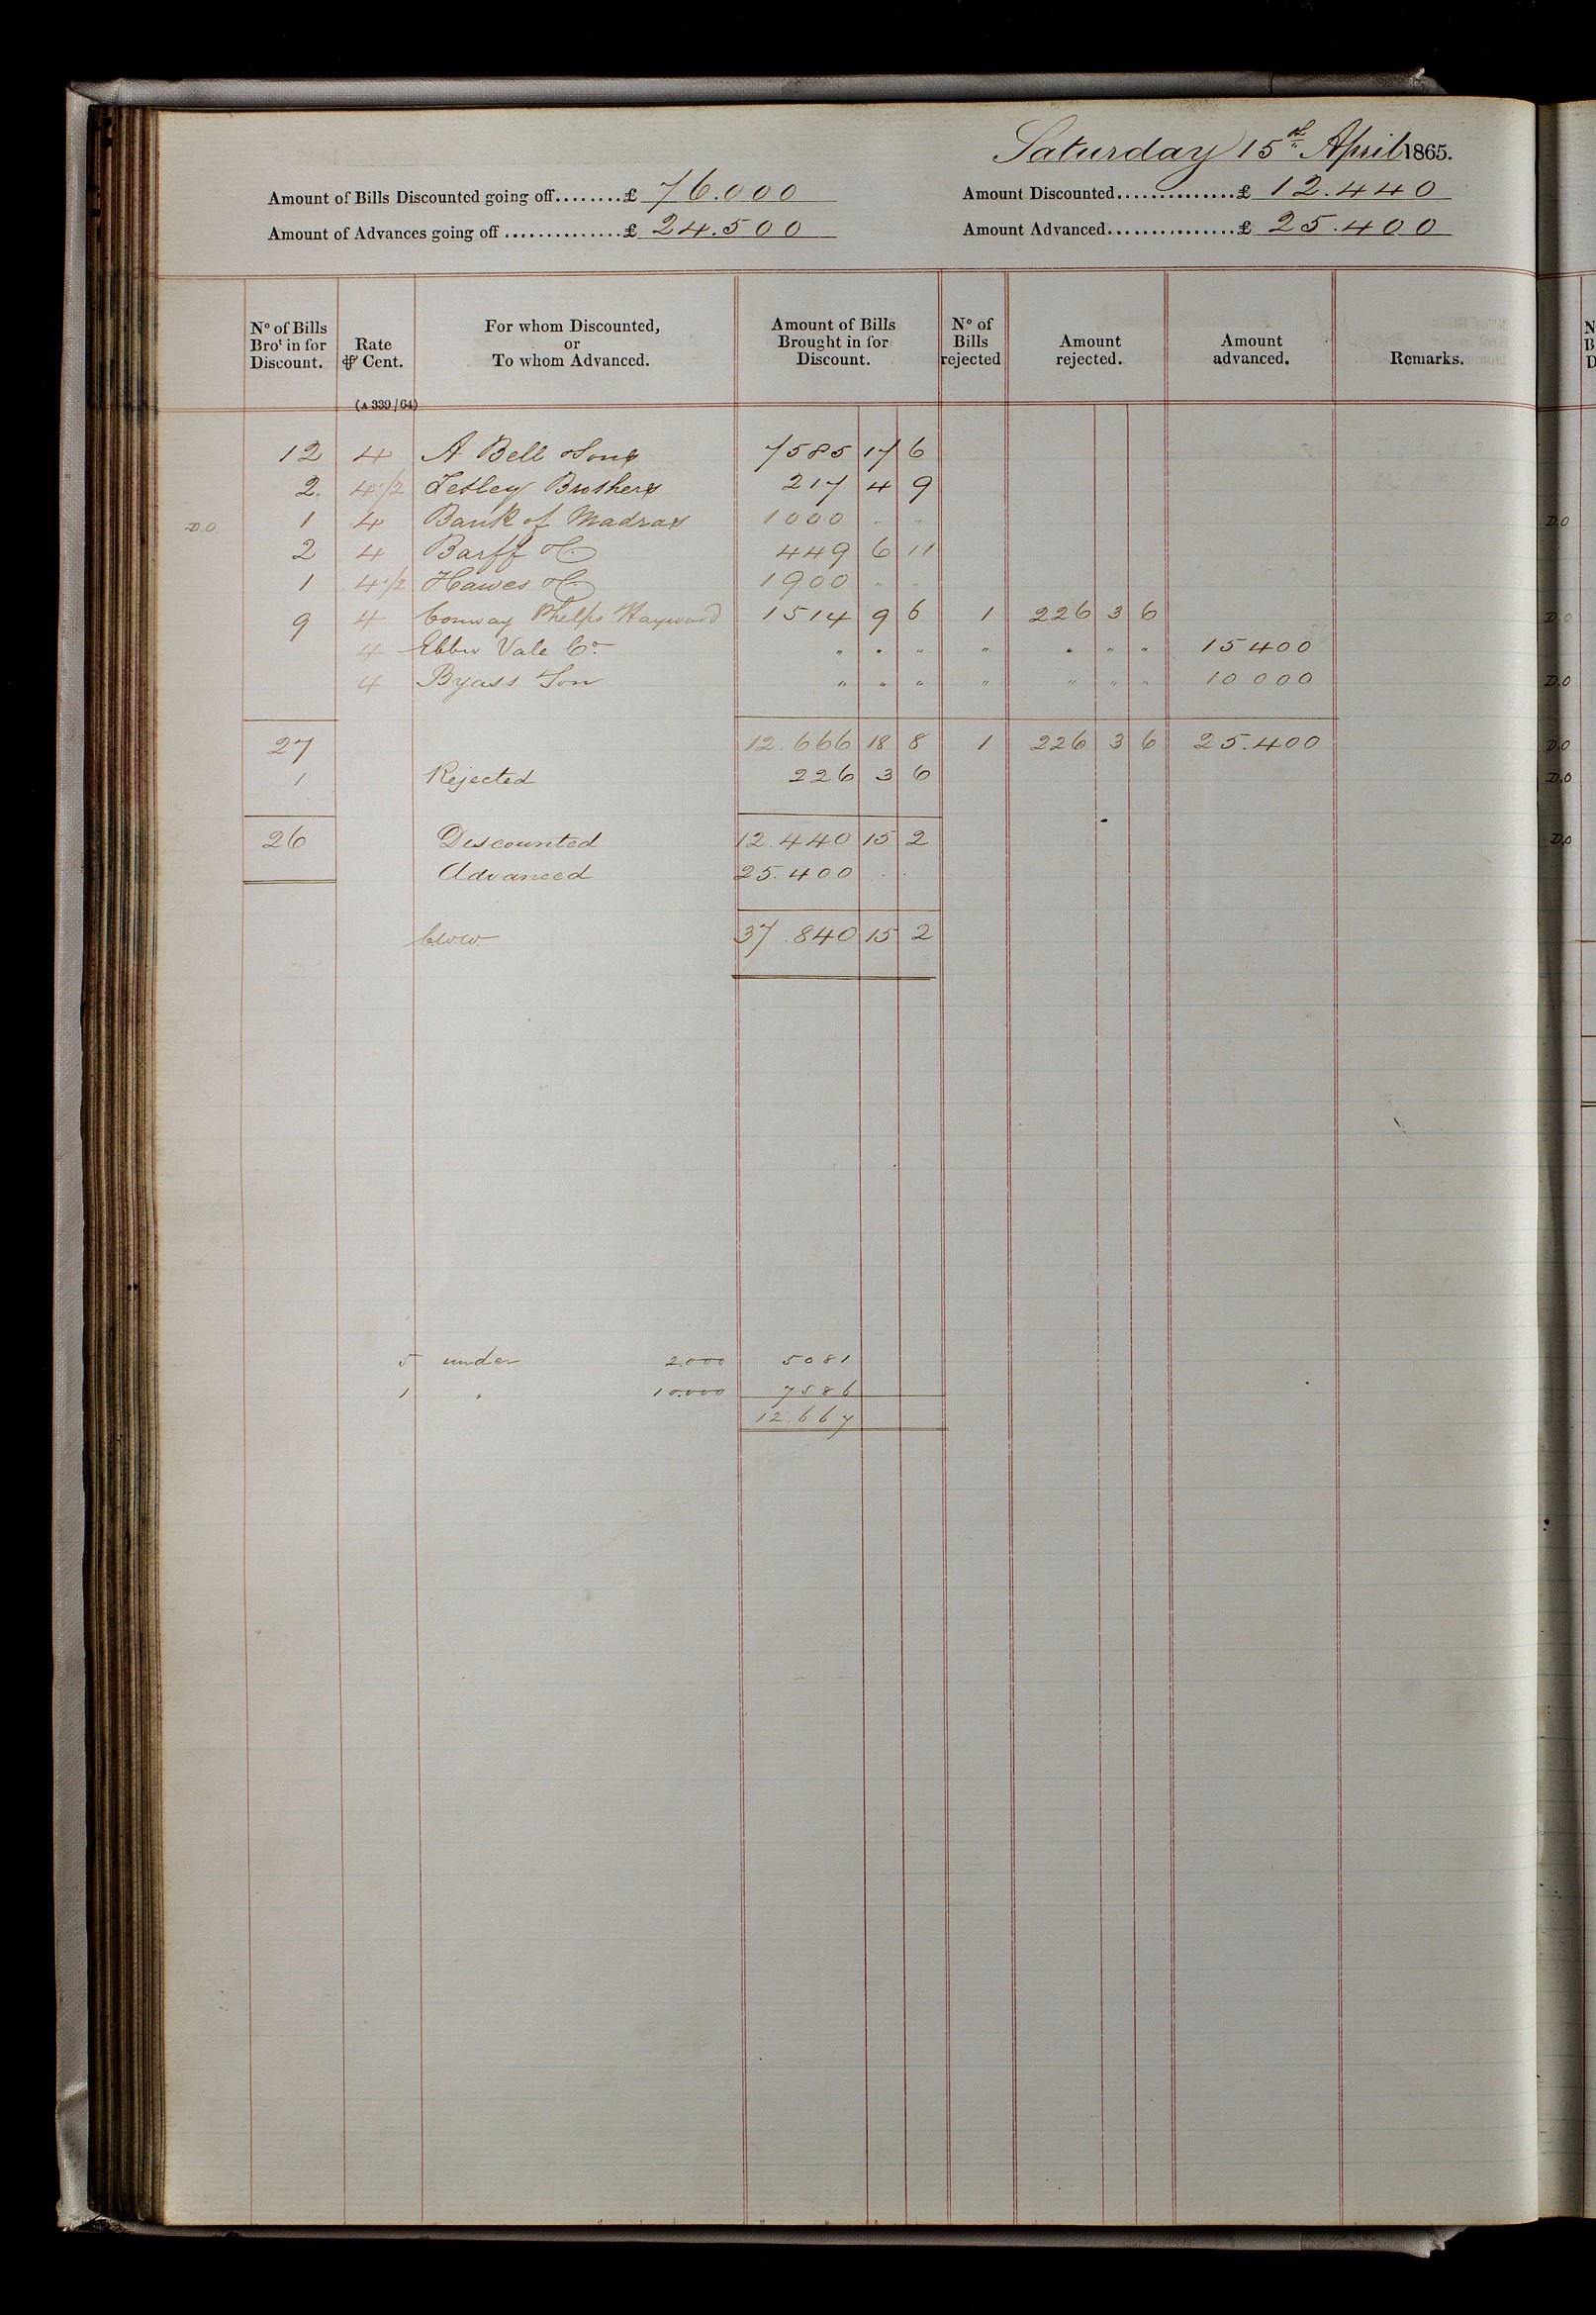 Saturday 15th April 1865.
Amount of Bills Discounted going off........£ 76.000 Amount Discounted..............£ 12.440
Amount of Advances going off..............£ 24.500 Amount Advanced...............£ 25.400
No of Bills Brot in for Discount. Rate ⅌ Cent. For whom Discounted, or To whom Advanced. Amount of Bills Brought in for Discount. No of Bills rejected Amount rejected. Amount advanced. Remarks.
(A 339/64)
12 4 A Bell & Sons 7585 17 6
2. 4 1/2 Brothers 217 4 9
D.O. 1 4 Bank of Madras 1000 " "
2 4 Barff & Co 449 6 11
1 4 1/2 Hawes & Co 1900 " "
9 4 Conway Phelps Hayward 1514 9 6 1 226 3 6
4 Ebbw Vale Co. " " " " " " " 15400
4 Byass & Son " " " " " " " 10000
27 12.666 18 8 1 226 3 6 25.400
1 Rejected 226 3 6
26 Discounted 12.440 15 2
Advanced 25.400 . .
37.840 15 2
5 under 2.000 5081
1 " 10.000 7586
12.667
N
B
D
D.O
D.O
D.O
D.O
D.O
D.O